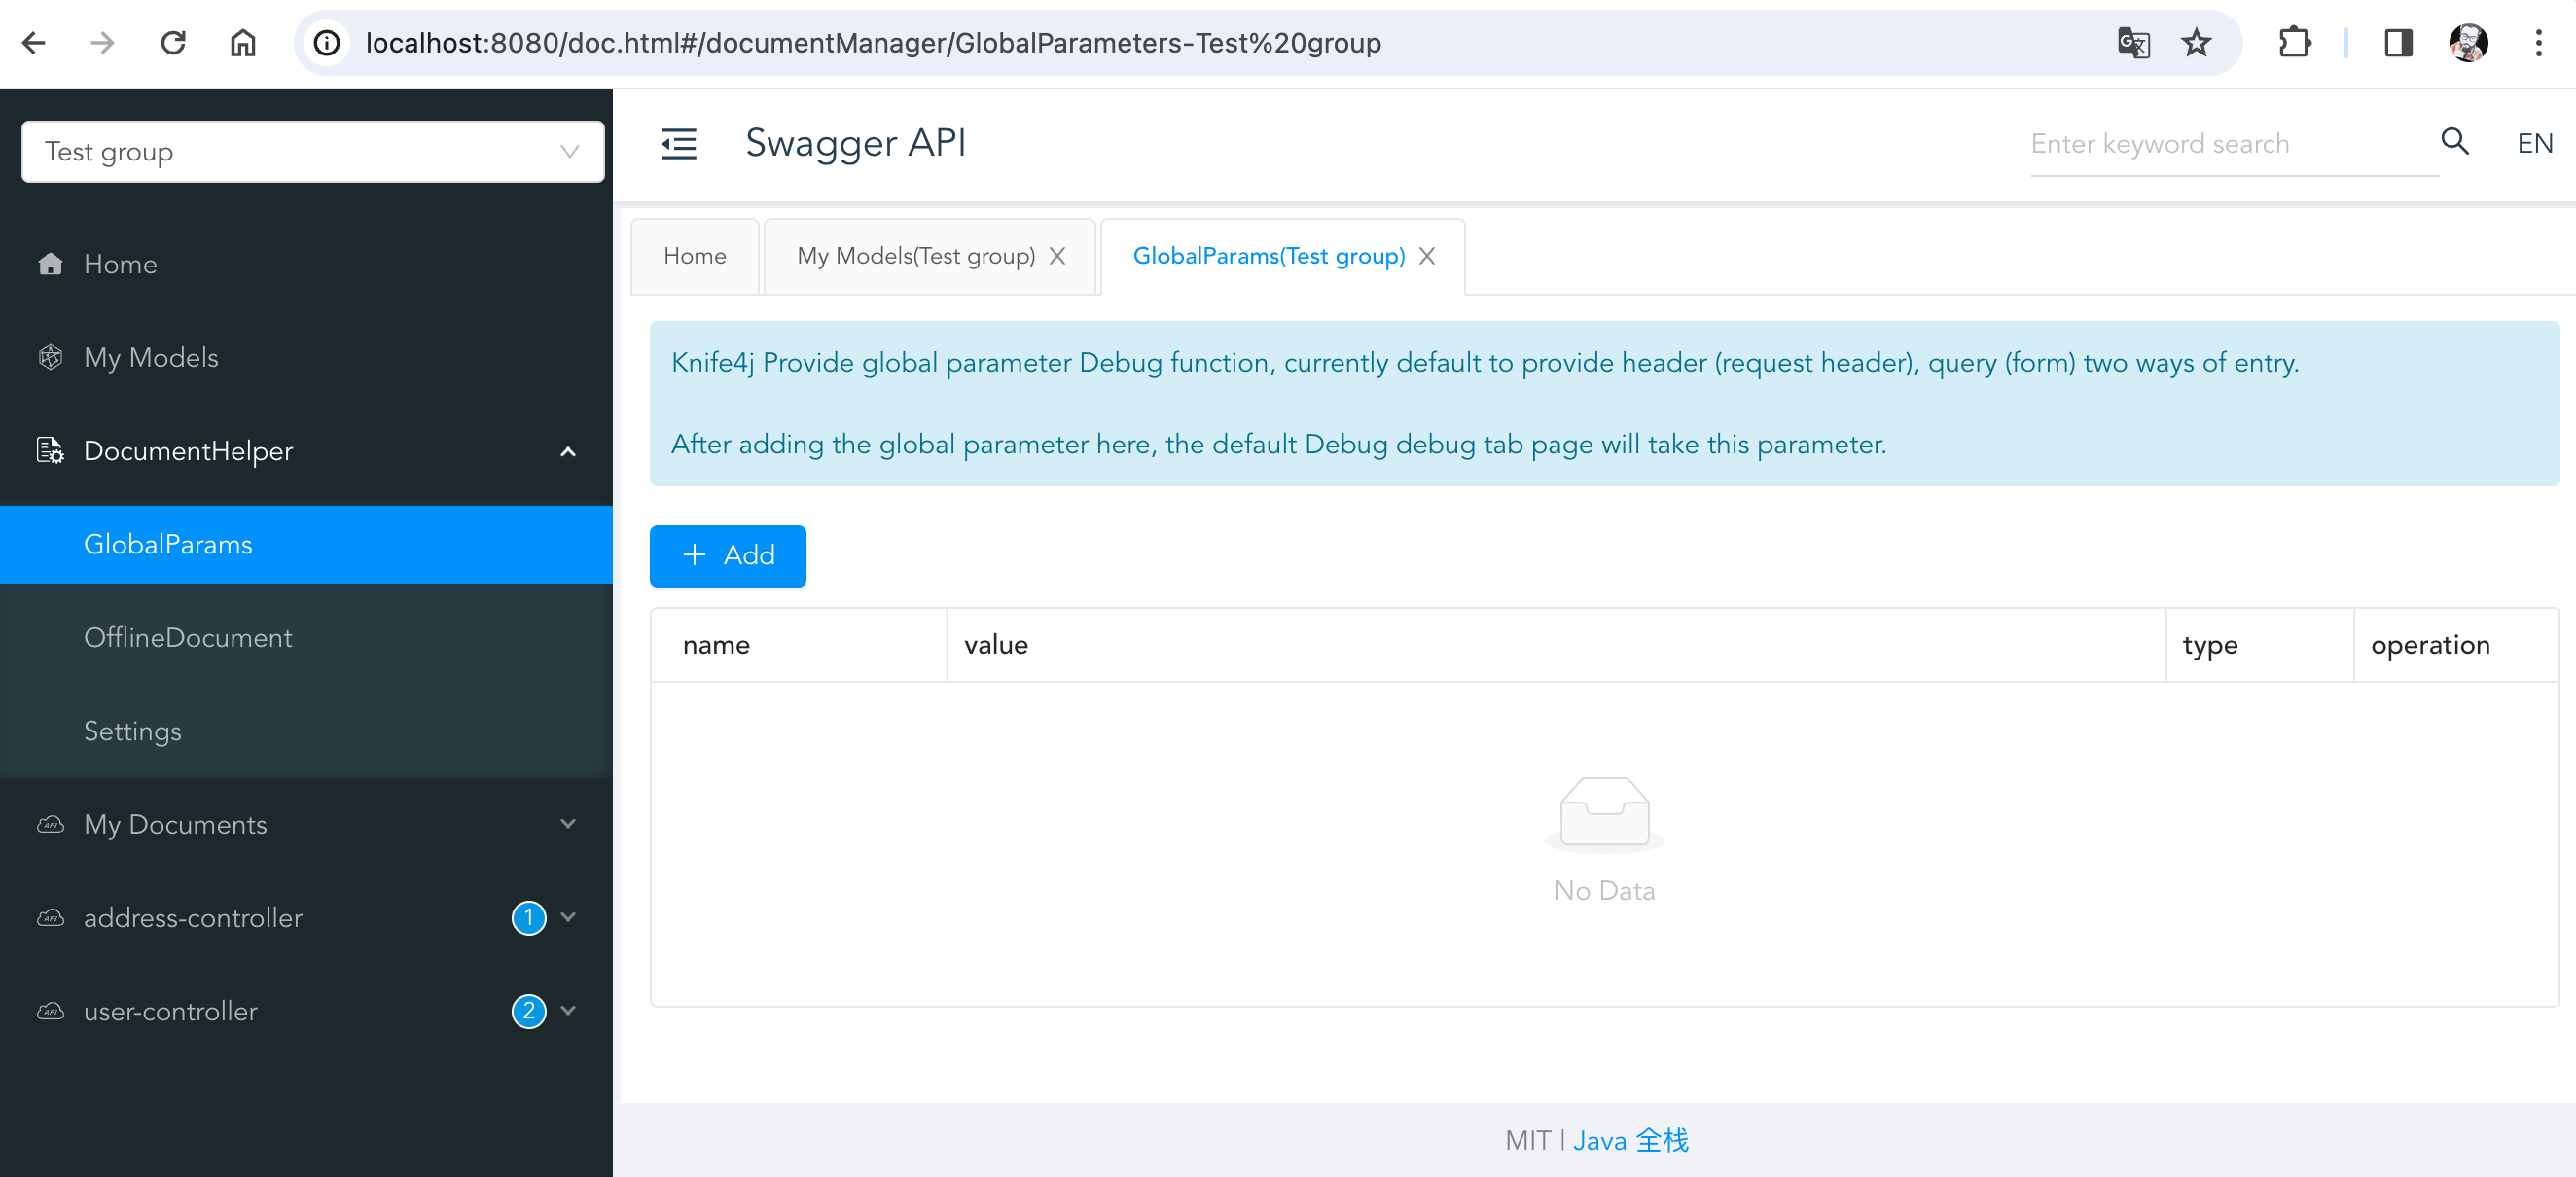 localhost:8080/doc.html#/documentManager/GlobalParameters-Test%20group
Test group
Home
My Models
DocumentHelper
GlobalParams
OfflineDocument
Settings
My Documents
address-controller 1
user-controller 2
Swagger API
Enter keyword search
EN
Home
My Models(Test group)
GlobalParams(Test group)
Knife4j Provide global parameter Debug function, currently default to provide header (request header), query (form) two ways of entry.
After adding the global parameter here, the default Debug debug tab page will take this parameter.
Add
name value type operation
No Data
MIT | Java 全栈